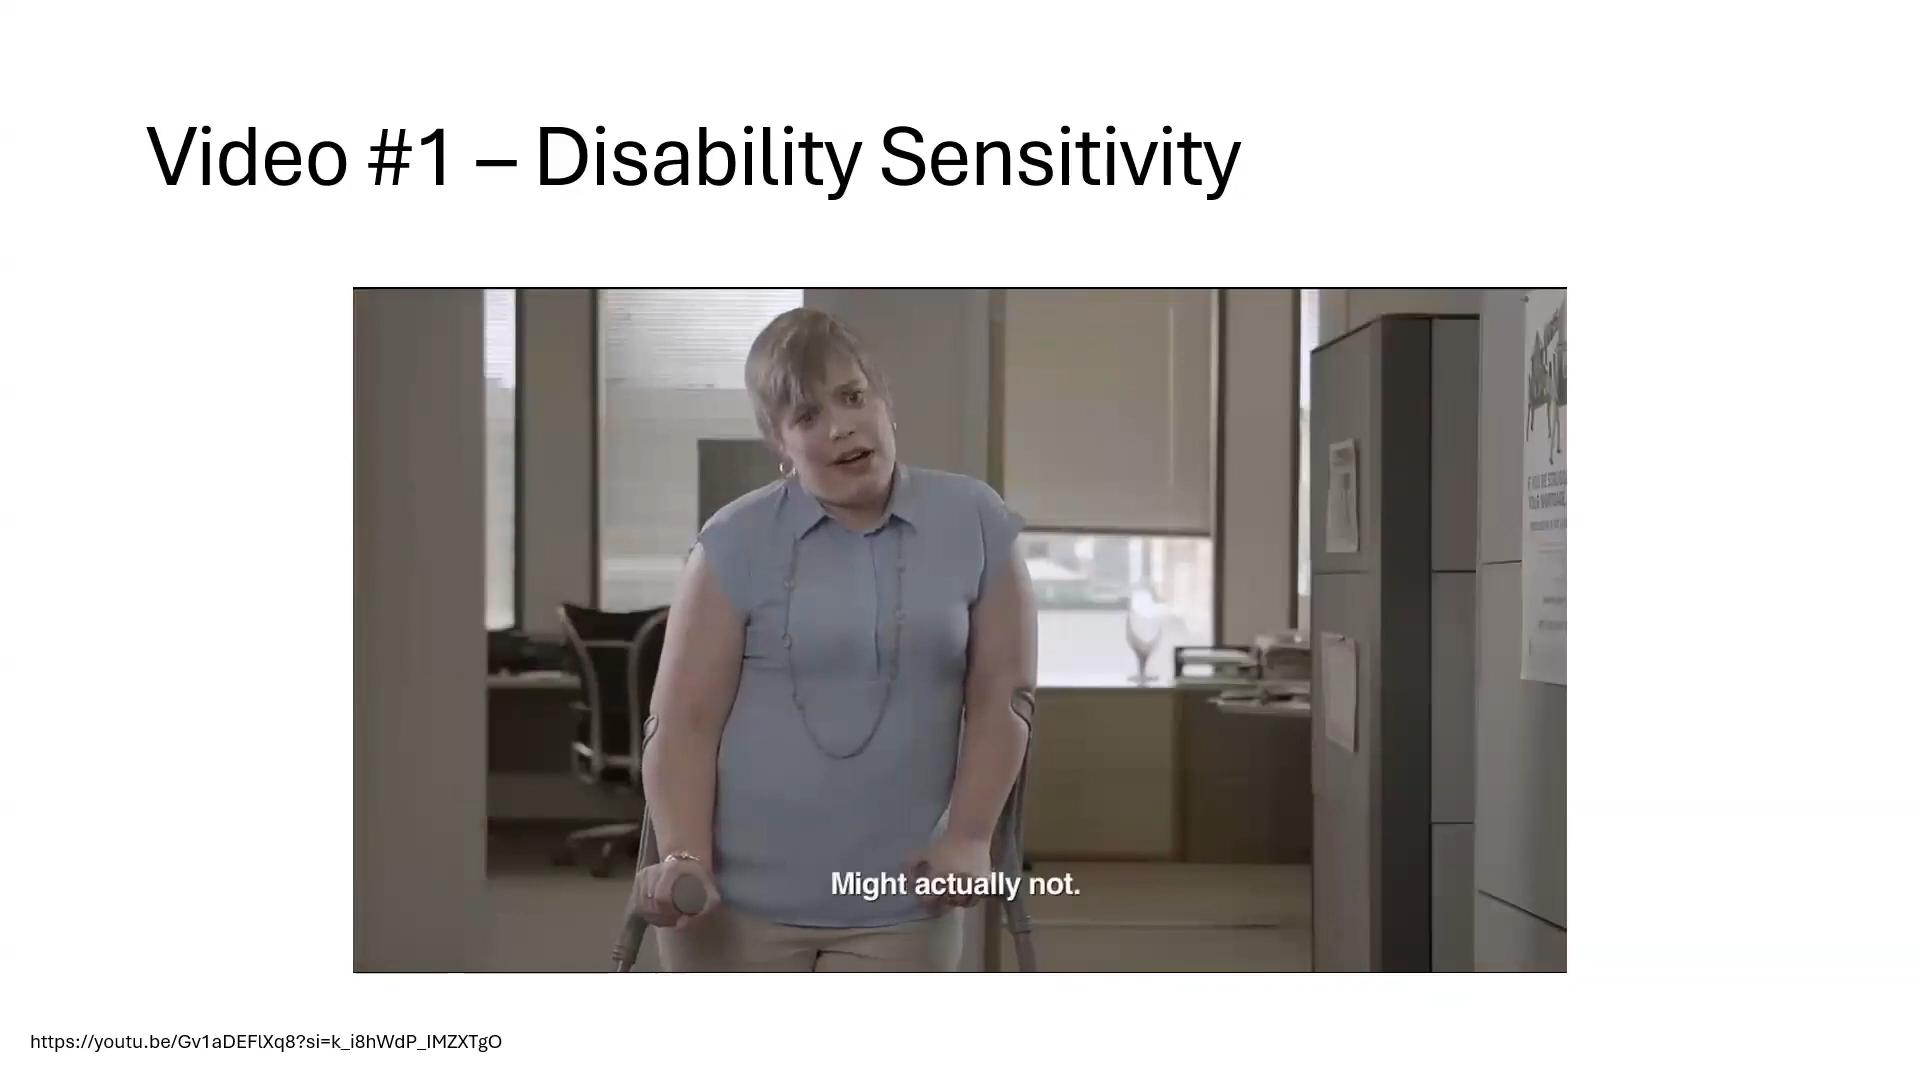 Video #1 – Disability Sensitivity
Might actually not.
https://youtu.be/Gv1aDEFlXq8?si=k_i8hWdP_IMZXTgO